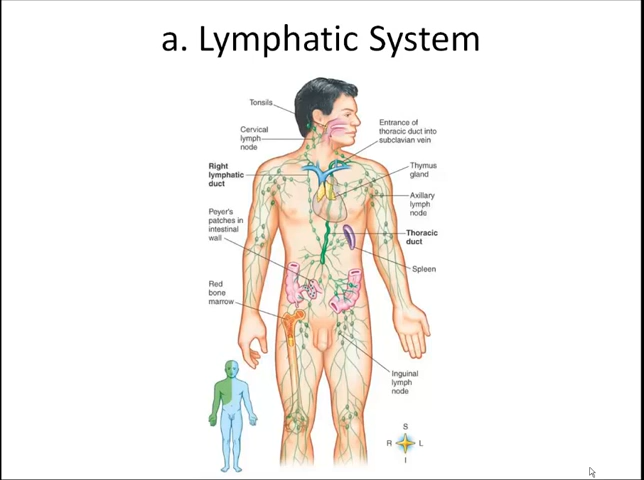 a. Lymphatic System
Tonsils
Cervical
lymph
node
Right
lymphatic
duct
Peyer's
patches in
intestinal
wall
Red
bone
marrow
Entrance of
thoracic duct into
subclavian vein
Thymus
gland
Axillary
lymph
node
Thoracic
duct
Spleen
Inguinal
lymph
node
S
R L
I